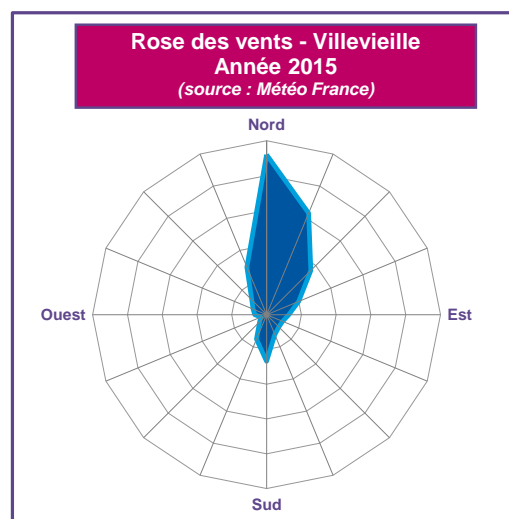 Rose des vents - Villevieille
Année 2015
(source : Météo France)
Nord
Ouest
Est
Sud